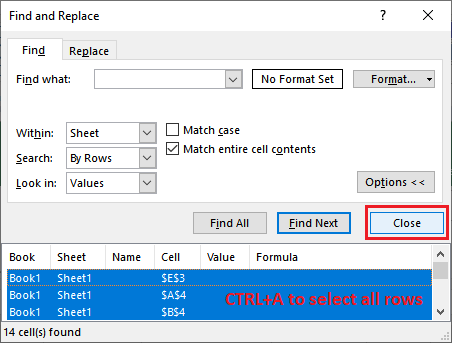 Find and Replace
Find Replace
Find what: No Format Set Format...
Within: Sheet Match case
Search: By Rows Match entire cell contents
Look in: Values Options <<
Find All Find Next Close
Book Sheet Name Cell Value Formula
Book1 Sheet1 $E$3
Book1 Sheet1 $A$4 CTRL+A to select all rows
Book1 Sheet1 $B$4
14 cell(s) found